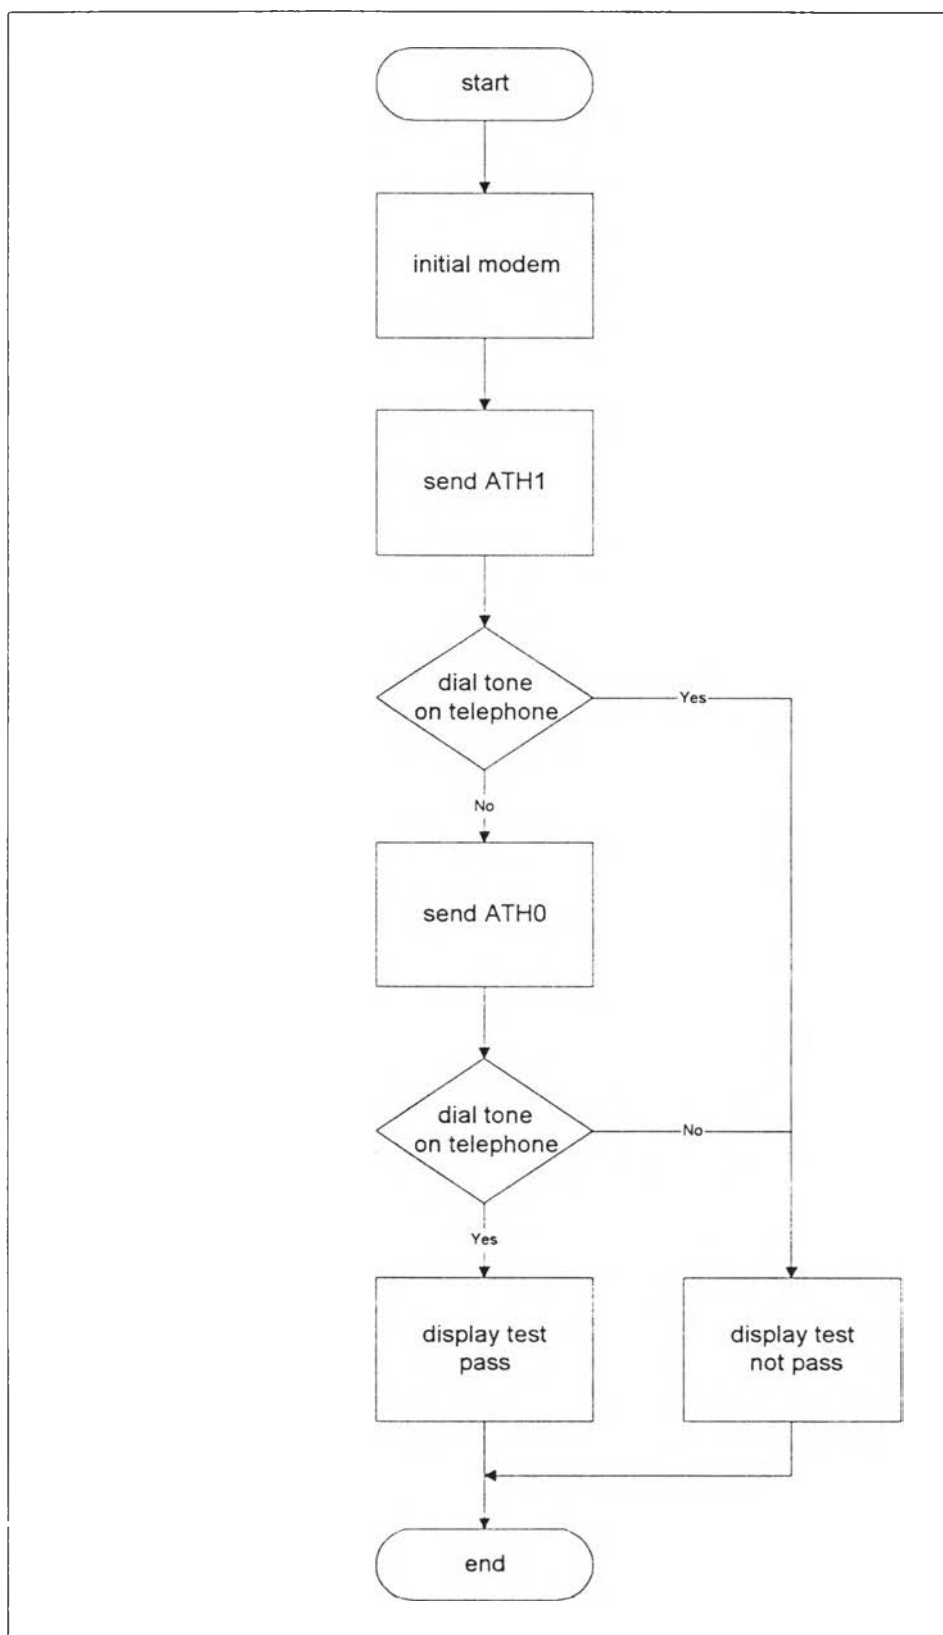 start
initial modem
send ATH1
dial tone
on telephone
Yes
No
send ATH0
dial tone
on telephone
No
Yes
display test
pass
display test
not pass
end